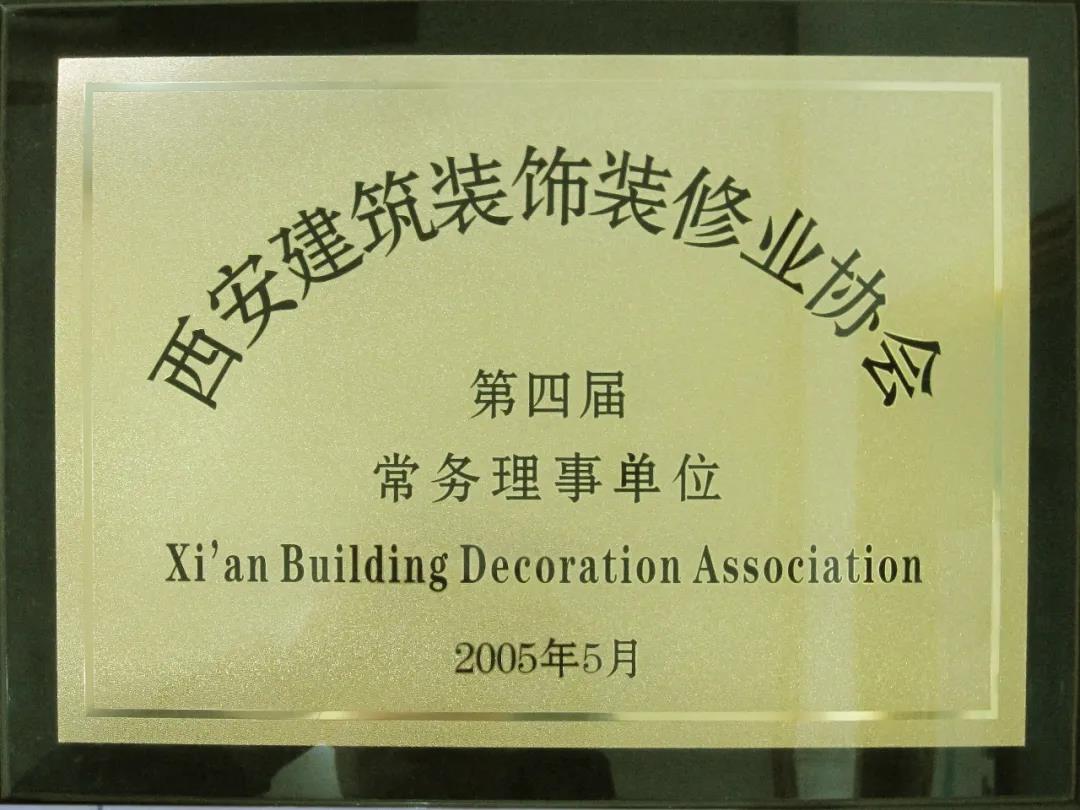 西安建筑装饰装修业协会
第四届
常务理事单位
Xi'an Building Decoration Association
2005年5月